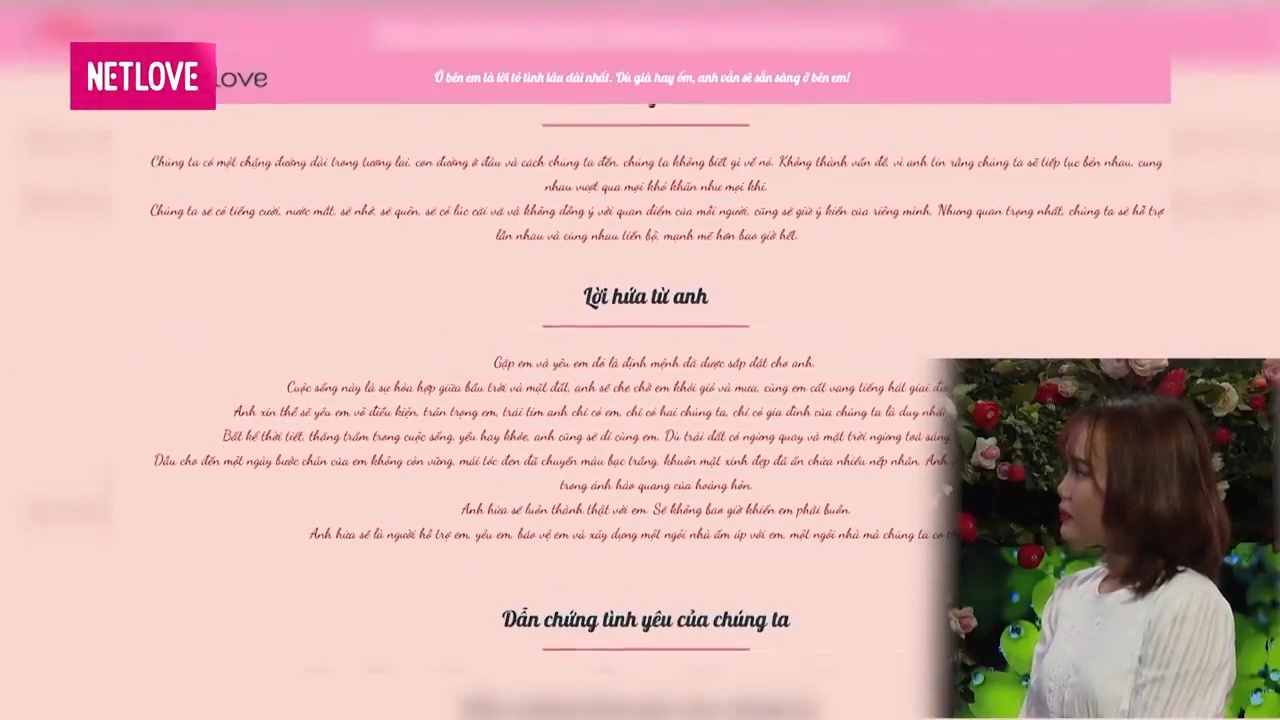 NETLOVE
love
Ở bên em là lời tỏ tình lâu dài nhất. Dù già hay ốm, anh vẫn sẽ sẵn sàng ở bên em!
Chúng ta có một chặng đường dài trong tương lai, con đường ở đâu và cách chúng ta đến, chúng ta không biết gì về nó. Không thành vấn đề, vì anh tin rằng chúng ta sẽ tiếp tục bên nhau, cùng
nhau vượt qua mọi khó khăn như mọi khi.
Chúng ta sẽ có tiếng cười, nước mắt, sẽ nhớ, sẽ quên, sẽ có lúc cãi vã và không đồng ý với quan điểm của mỗi người, cũng sẽ giữ ý kiến của riêng mình. Nhưng quan trọng nhất, chúng ta sẽ hỗ trợ
lẫn nhau và cùng nhau tiến bộ, mạnh mẽ hơn bao giờ hết.
Lời hứa từ anh
Gặp em và yêu em đó là định mệnh đã được sắp đặt cho anh.
Cuộc sống này là sự hòa hợp giữa bầu trời và mặt đất, anh sẽ che chở em khỏi gió và mưa, cùng em cất vang tiếng hát giai
Anh xin thề sẽ yêu em vô điều kiện, trân trọng em, trái tim anh chỉ có em, chỉ có hai chúng ta, chỉ có gia đình của chúng ta là duy
Bất kể thời tiết, thăng trầm trong cuộc sống, yếu hay khỏe, anh cũng sẽ đi cùng em. Dù trái đất có ngừng quay và mặt trời ngừng toả sáng
Dẫu cho đến một ngày bước chân của em không còn vững, mái tóc đen đã chuyển màu bạc trắng, khuôn mặt xinh đẹp đã ẩn chứa nhiều nếp nhăn. Anh
trong ánh hào quang của hoàng hôn.
Anh hứa sẽ luôn thành thật với em. Sẽ không bao giờ khiến em phải buồn.
Anh hứa sẽ là người hỗ trợ em, yêu em, bảo vệ em và xây dựng một ngôi nhà ấm áp với em, một ngôi nhà mà chúng ta có
Dẫn chứng tình yêu của chúng ta